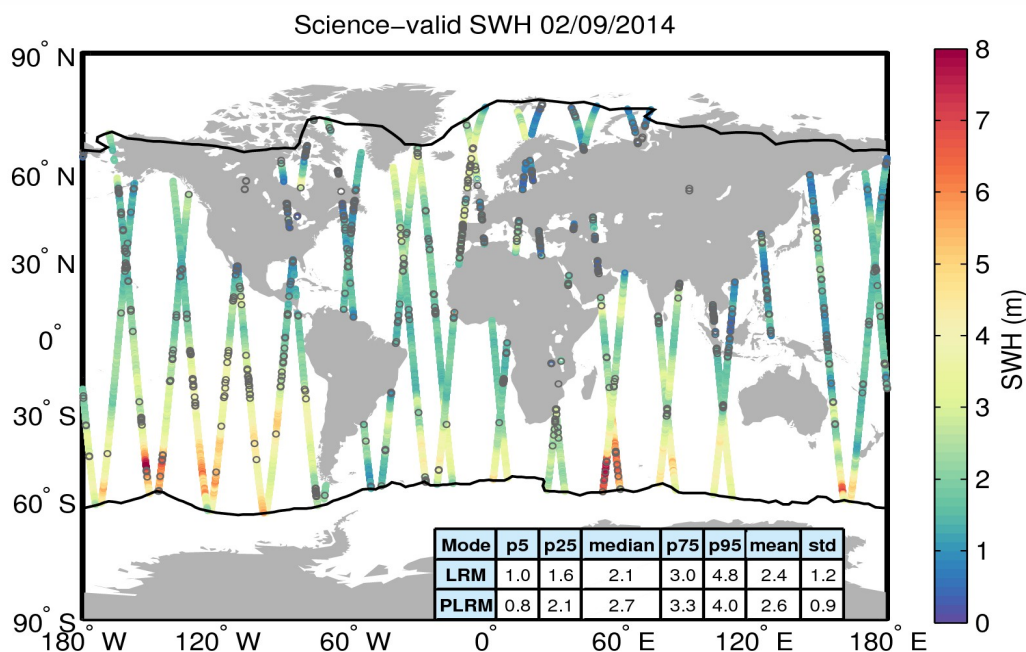 Science−valid SWH 02/09/2014
90° N
60° N
30° N
0°
30° S
60° S
90° S
180° W
120° W
60° W
0°
60° E
120° E
180° E
Mode p5 p25 median p75 p95 mean std
LRM 1.0 1.6 2.1 3.0 4.8 2.4 1.2
PLRM 0.8 2.1 2.7 3.3 4.0 2.6 0.9
8
7
6
5
4
3
2
1
0
SWH (m)